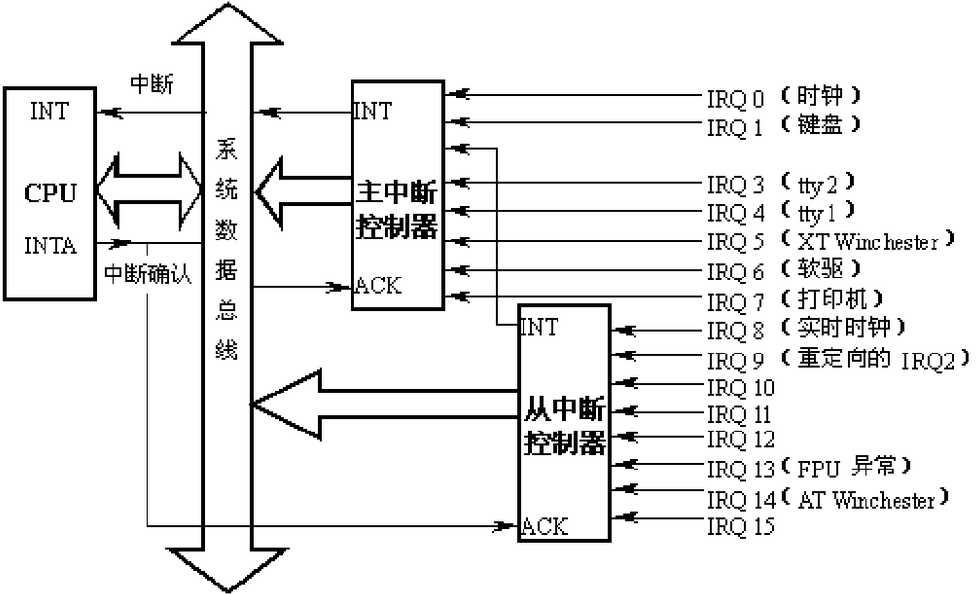 中断
INT
CPU
INTA
中断确认
系统数据总线
INT
主中断
控制器
ACK
IRQ 0 (时钟)
IRQ 1 (键盘)
IRQ 3 (tty 2)
IRQ 4 (tty 1)
IRQ 5 (XT Winchester)
IRQ 6 (软驱)
IRQ 7 (打印机)
INT
从中断
控制器
ACK
IRQ 8 (实时时钟)
IRQ 9 (重定向的 IRQ2)
IRQ 10
IRQ 11
IRQ 12
IRQ 13 (FPU 异常)
IRQ 14 (AT Winchester)
IRQ 15